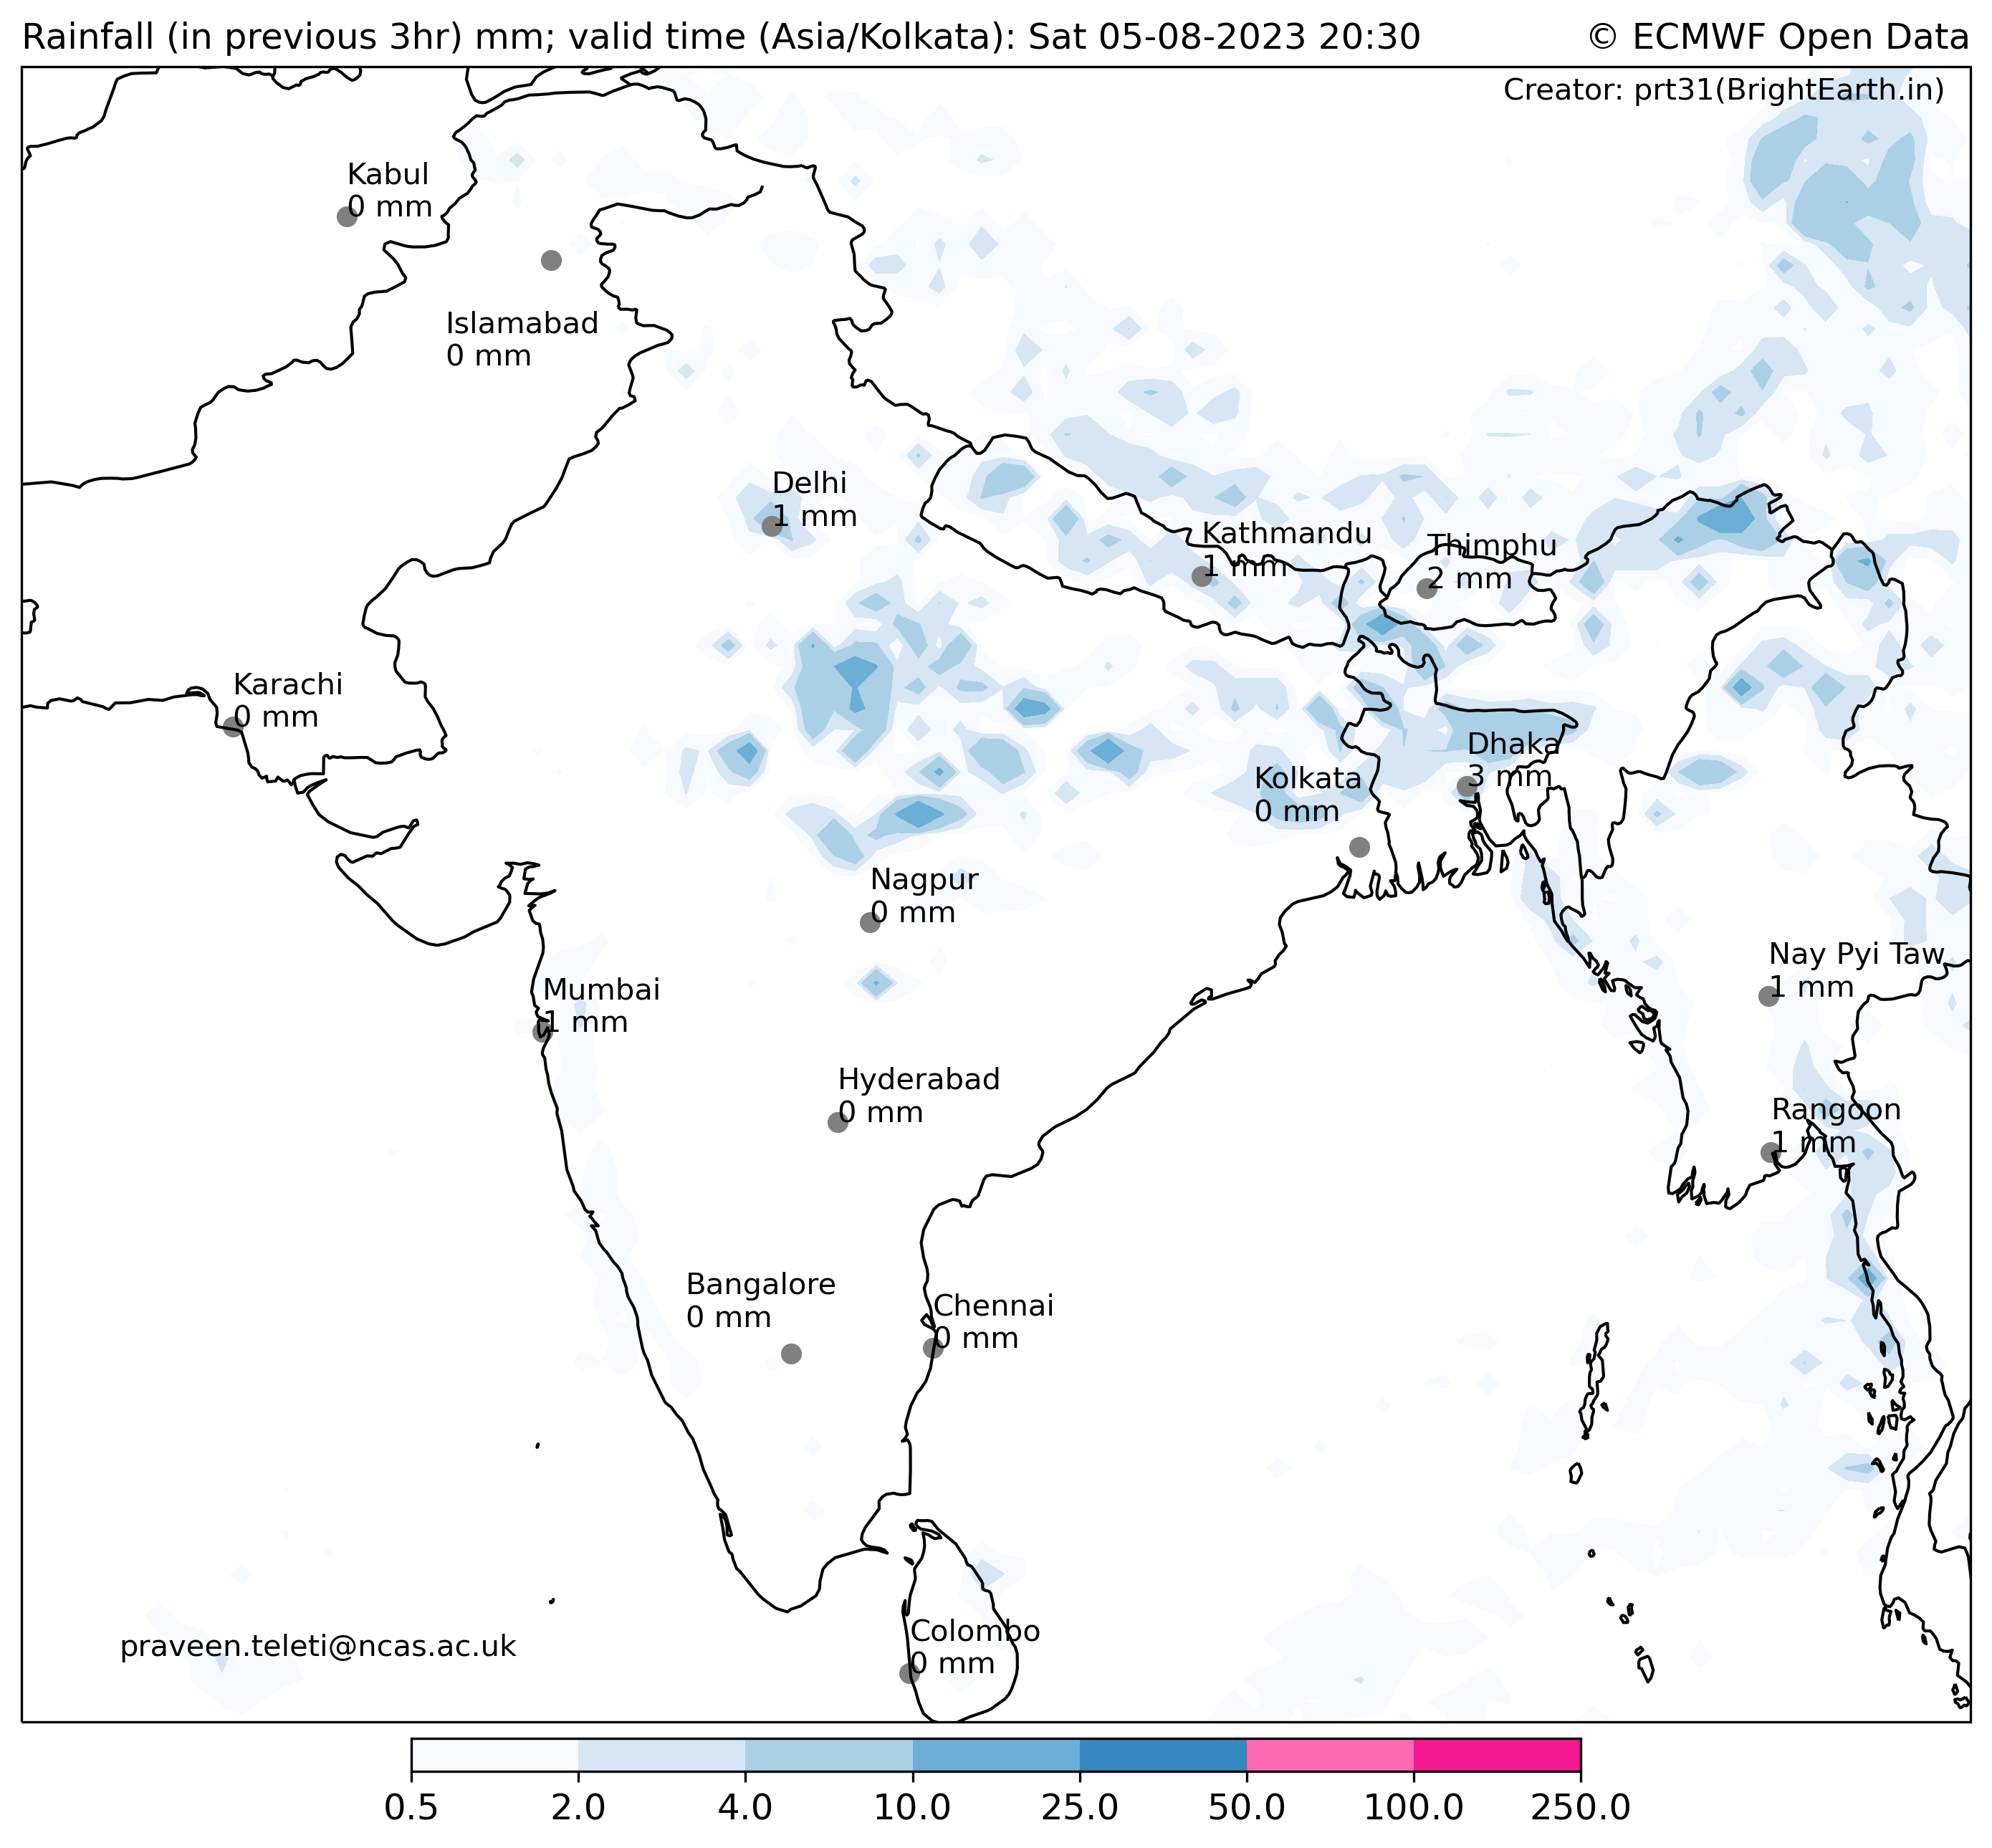 Rainfall (in previous 3hr) mm; valid time (Asia/Kolkata): Sat 05-08-2023 20:30
© ECMWF Open Data
Creator: prt31(BrightEarth.in)
Kabul
0 mm
Islamabad
0 mm
Delhi
1 mm
Kathmandu
1 mm
Thimphu
2 mm
Karachi
0 mm
Dhaka
3 mm
Kolkata
0 mm
Nagpur
0 mm
Nay Pyi Taw
1 mm
Mumbai
1 mm
Hyderabad
0 mm
Rangoon
1 mm
Bangalore
0 mm
Chennai
0 mm
Colombo
0 mm
praveen.teleti@ncas.ac.uk
0.5 2.0 4.0 10.0 25.0 50.0 100.0 250.0